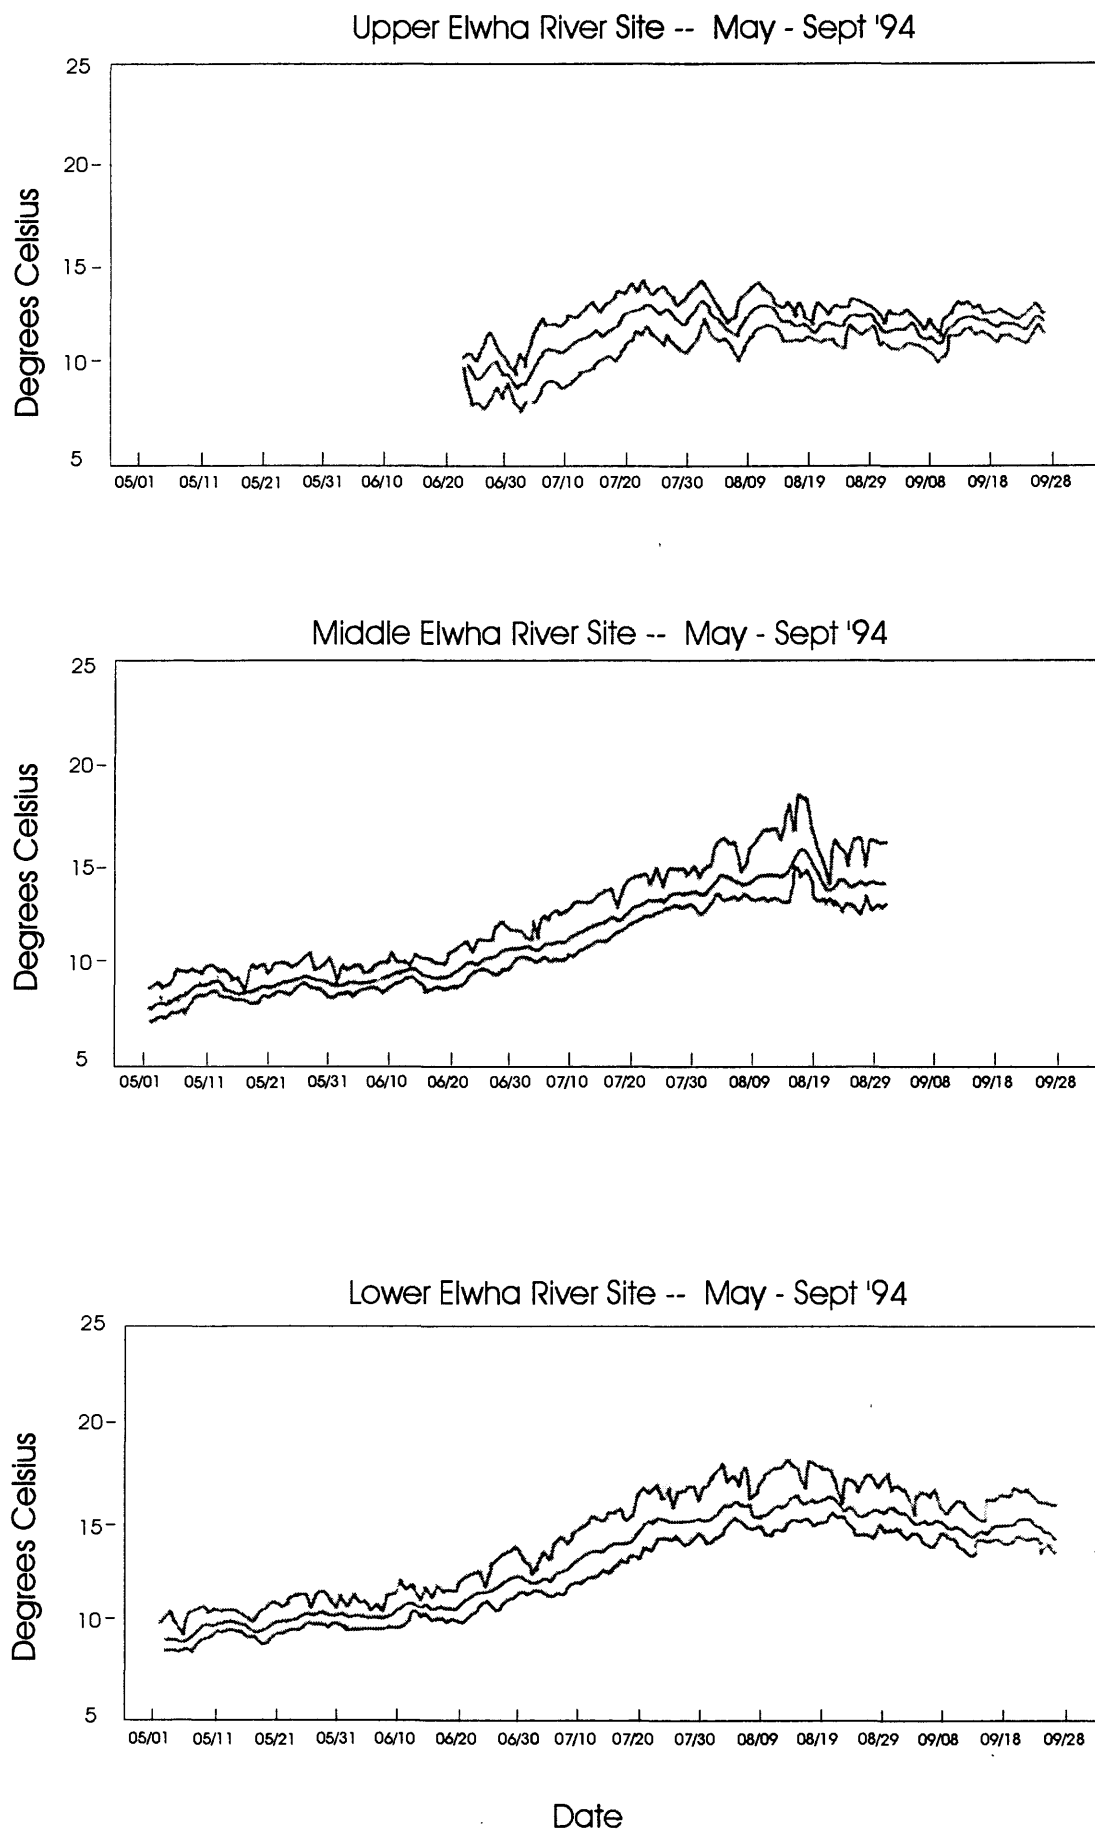 Upper Elwha River Site -- May - Sept '94
25
20
15
10
5
Degrees Celsius
05/01 05/11 05/21 05/31 06/10 06/20 06/30 07/10 07/20 07/30 08/09 08/19 08/29 09/08 09/18 09/28
Middle Elwha River Site -- May - Sept '94
25
20
15
10
5
Degrees Celsius
05/01 05/11 05/21 05/31 06/10 06/20 06/30 07/10 07/20 07/30 08/09 08/19 08/29 09/08 09/18 09/28
Lower Elwha River Site -- May - Sept '94
25
20
15
10
5
Degrees Celsius
05/01 05/11 05/21 05/31 06/10 06/20 06/30 07/10 07/20 07/30 08/09 08/19 08/29 09/08 09/18 09/28
Date